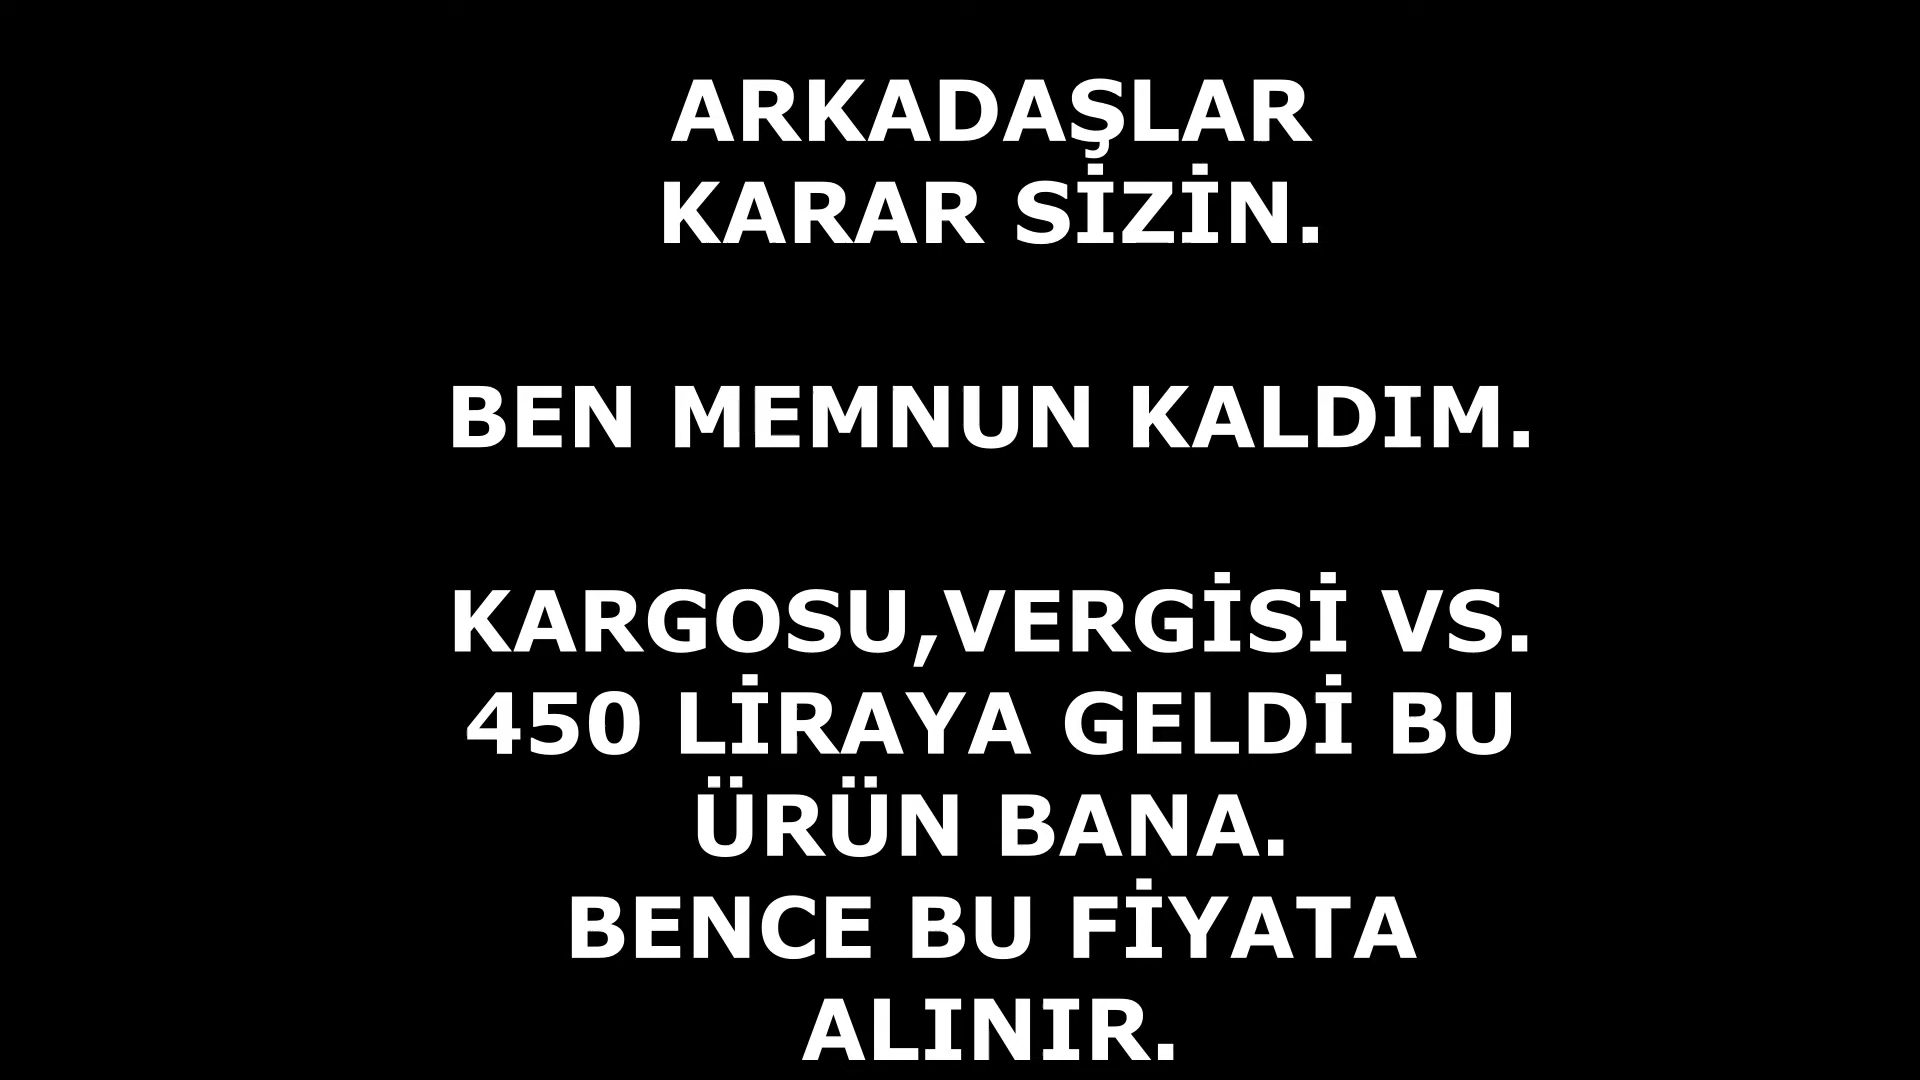 ARKADAŞLAR
KARAR SİZİN.
BEN MEMNUN KALDIM.
KARGOSU,VERGİSİ VS.
450 LİRAYA GELDİ BU
ÜRÜN BANA.
BENCE BU FİYATA
ALINIR.